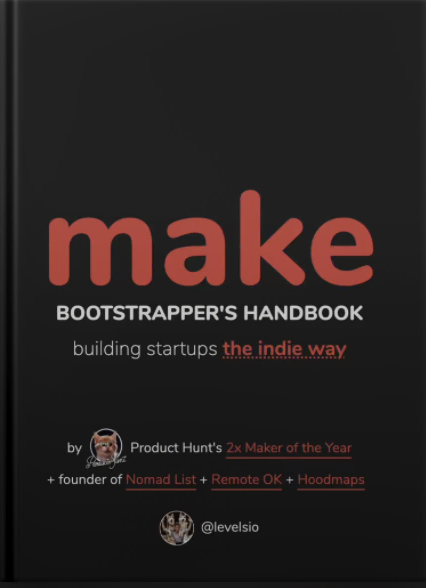 make
BOOTSTRAPPER'S HANDBOOK
building startups the indie way
by Product Hunt's 2x Maker of the Year
+ founder of Nomad List + Remote OK + Hoodmaps
@levelsio